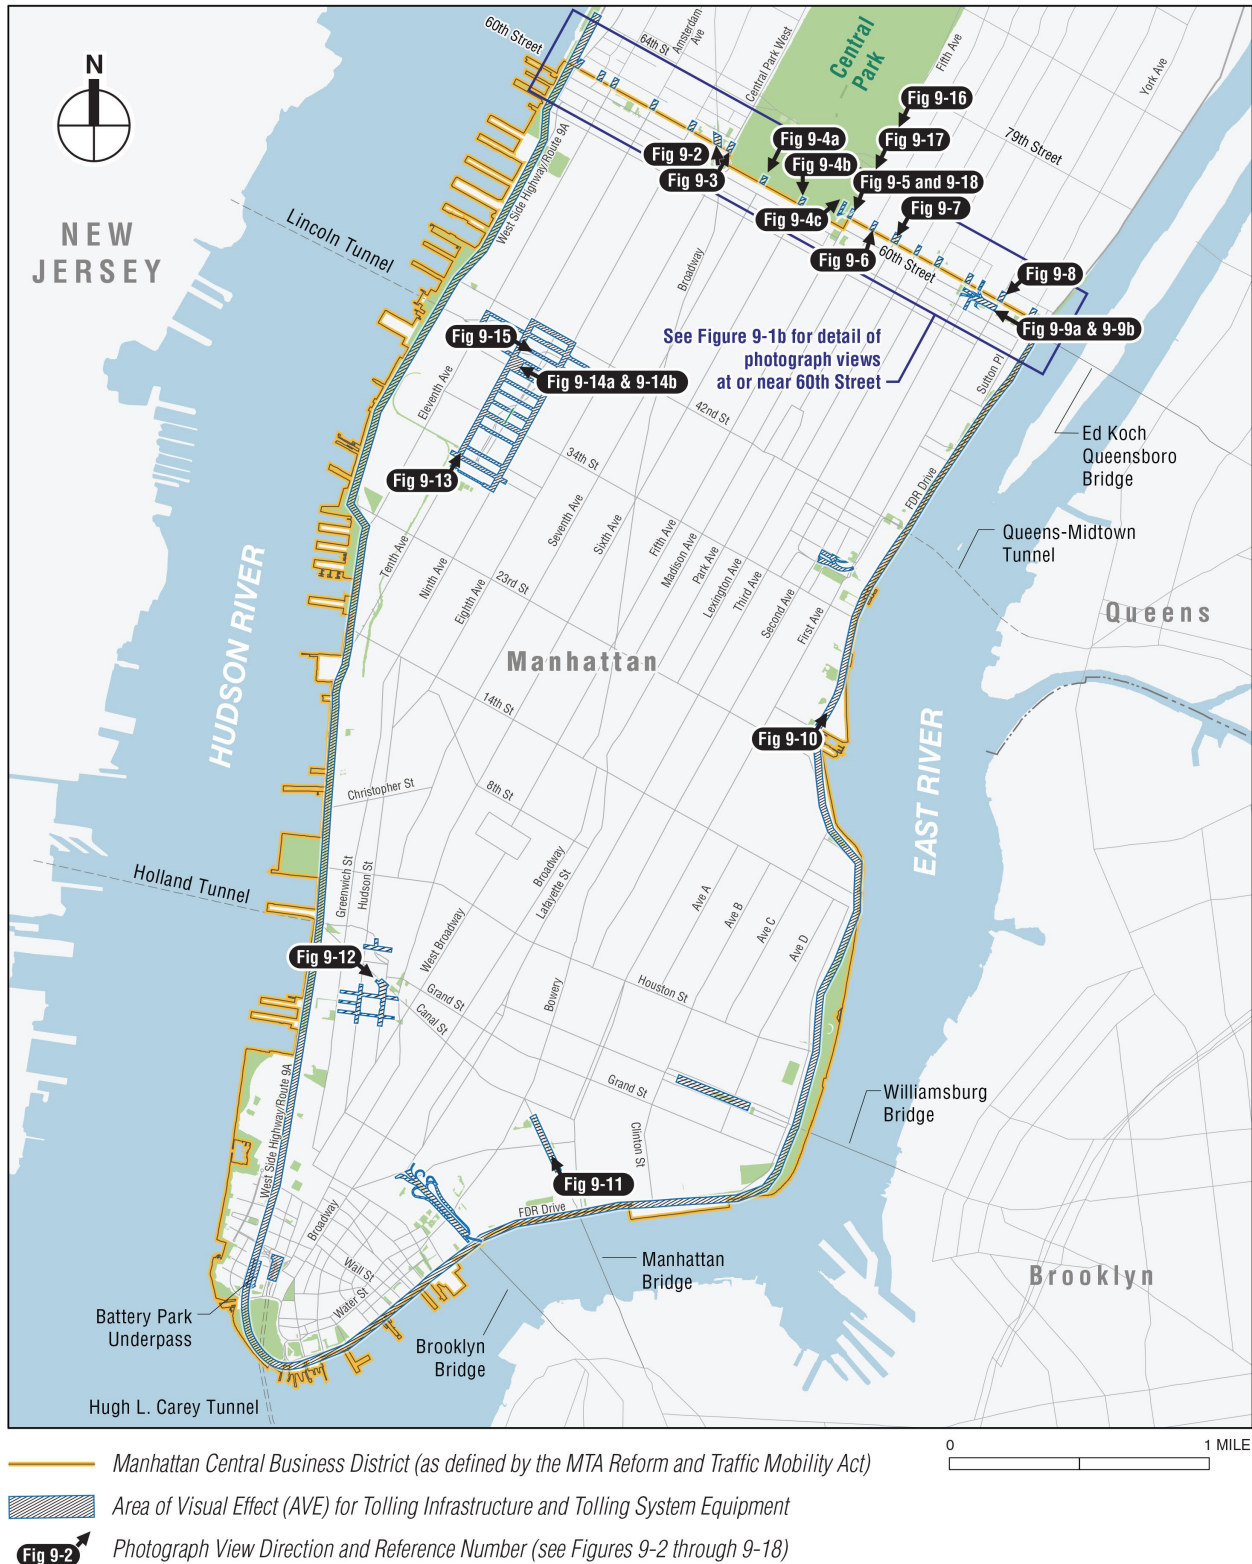 60th Street
64th St
Amsterdam
Ave
Central Park West
Central
Park
Fifth Ave
York Ave
N
79th Street
Fig 9-16
Fig 9-17
Fig 9-4a
Fig 9-4b
Fig 9-2
Fig 9-3
Fig 9-5 and 9-18
Fig 9-4c
Fig 9-7
Fig 9-6
60th Street
Fig 9-8
Fig 9-9a & 9-9b
NEW
JERSEY
Lincoln Tunnel
West Side Highway/Route 9A
Broadway
See Figure 9-1b for detail of
photograph views
at or near 60th Street
Sutton Pl
Fig 9-15
Fig 9-14a & 9-14b
Eleventh Ave
42nd St
Ed Koch
Queensboro
Bridge
Fig 9-13
34th St
FDR Drive
Queens-Midtown
Tunnel
Tenth Ave
Ninth Ave
Eighth Ave
23rd St
Seventh Ave
Sixth Ave
Fifth Ave
Madison Ave
Park Ave
Lexington Ave
Third Ave
Second Ave
First Ave
Queens
HUDSON RIVER
Manhattan
14th St
Fig 9-10
EAST RIVER
Christopher St
8th St
Holland Tunnel
Greenwich St
Hudson St
Broadway
Lafayette St
Ave A
Ave B
Ave C
Ave D
West Broadway
Fig 9-12
Grand St
Canal St
Bowery
Houston St
West Side Highway/Route 9A
Grand St
Williamsburg
Bridge
Clinton St
Fig 9-11
FDR Drive
Broadway
Wall St
Water St
Manhattan
Bridge
Brooklyn
Battery Park
Underpass
Brooklyn
Bridge
Hugh L. Carey Tunnel
0 1 MILE
Manhattan Central Business District (as defined by the MTA Reform and Traffic Mobility Act)
Area of Visual Effect (AVE) for Tolling Infrastructure and Tolling System Equipment
Fig 9-2 Photograph View Direction and Reference Number (see Figures 9-2 through 9-18)